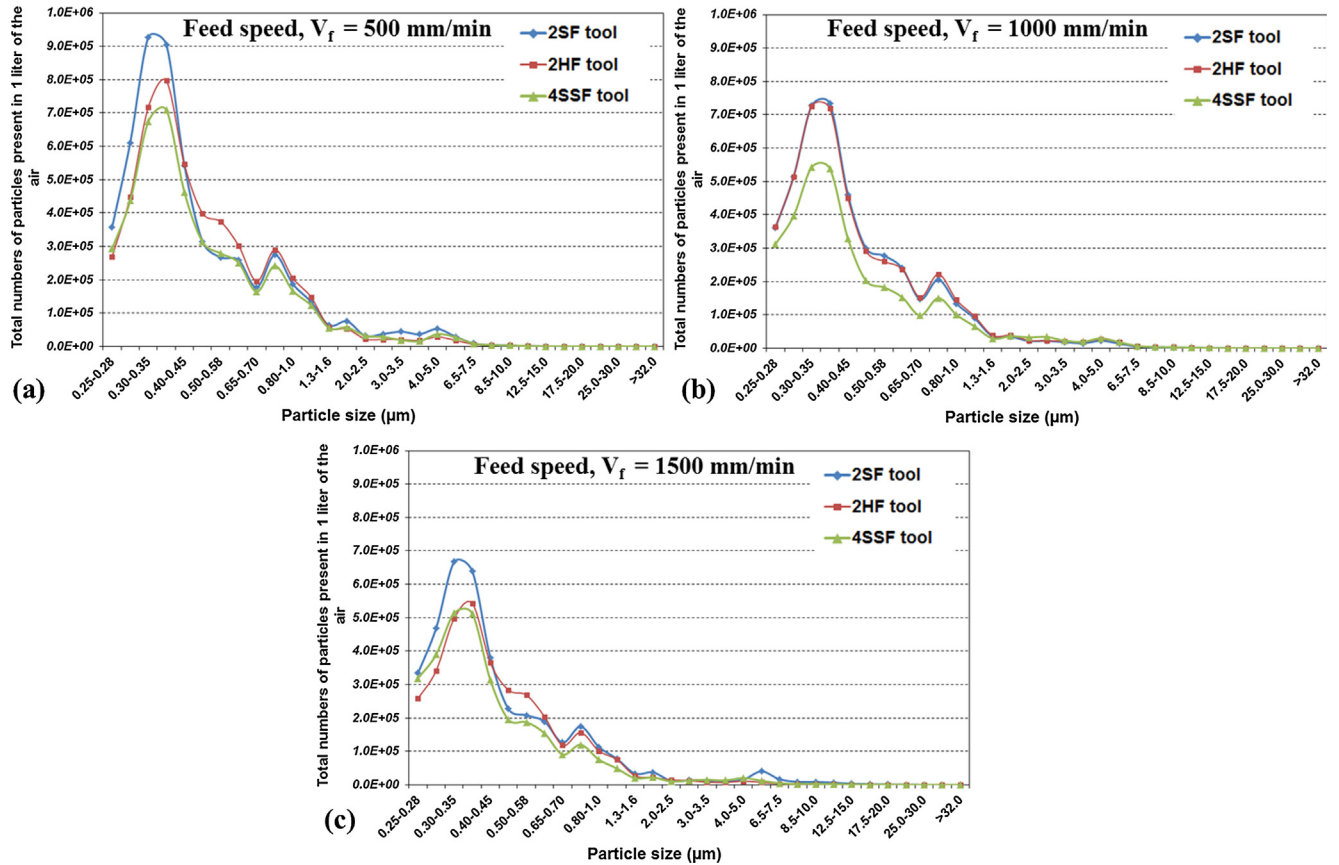 Feed speed, Vf = 500 mm/min
2SF tool
2HF tool
4SSF tool
Total numbers of particles present in 1 liter of the
air
1.0E+06
9.0E+05
8.0E+05
7.0E+05
6.0E+05
5.0E+05
4.0E+05
3.0E+05
2.0E+05
1.0E+05
0.0E+00
0.25-0.28
0.30-0.35
0.40-0.45
0.50-0.58
0.65-0.70
0.80-1.0
1.3-1.6
2.0-2.5
3.0-3.5
4.0-5.0
6.5-7.5
8.5-10.0
12.5-15.0
17.5-20.0
25.0-30.0
>32.0
Particle size (µm)
(a)
Feed speed, Vf = 1000 mm/min
2SF tool
2HF tool
4SSF tool
Total numbers of particles present in 1 liter of the
air
1.0E+06
9.0E+05
8.0E+05
7.0E+05
6.0E+05
5.0E+05
4.0E+05
3.0E+05
2.0E+05
1.0E+05
0.0E+00
0.25-0.28
0.30-0.35
0.40-0.45
0.50-0.58
0.65-0.70
0.80-1.0
1.3-1.6
2.0-2.5
3.0-3.5
4.0-5.0
6.5-7.5
8.5-10.0
12.5-15.0
17.5-20.0
25.0-30.0
>32.0
Particle size (µm)
(b)
Feed speed, Vf = 1500 mm/min
2SF tool
2HF tool
4SSF tool
Total numbers of particles present in 1 liter of the
air
1.0E+06
9.0E+05
8.0E+05
7.0E+05
6.0E+05
5.0E+05
4.0E+05
3.0E+05
2.0E+05
1.0E+05
0.0E+00
0.25-0.28
0.30-0.35
0.40-0.45
0.50-0.58
0.65-0.70
0.80-1.0
1.3-1.6
2.0-2.5
3.0-3.5
4.0-5.0
6.5-7.5
8.5-10.0
12.5-15.0
17.5-20.0
25.0-30.0
>32.0
Particle size (µm)
(c)